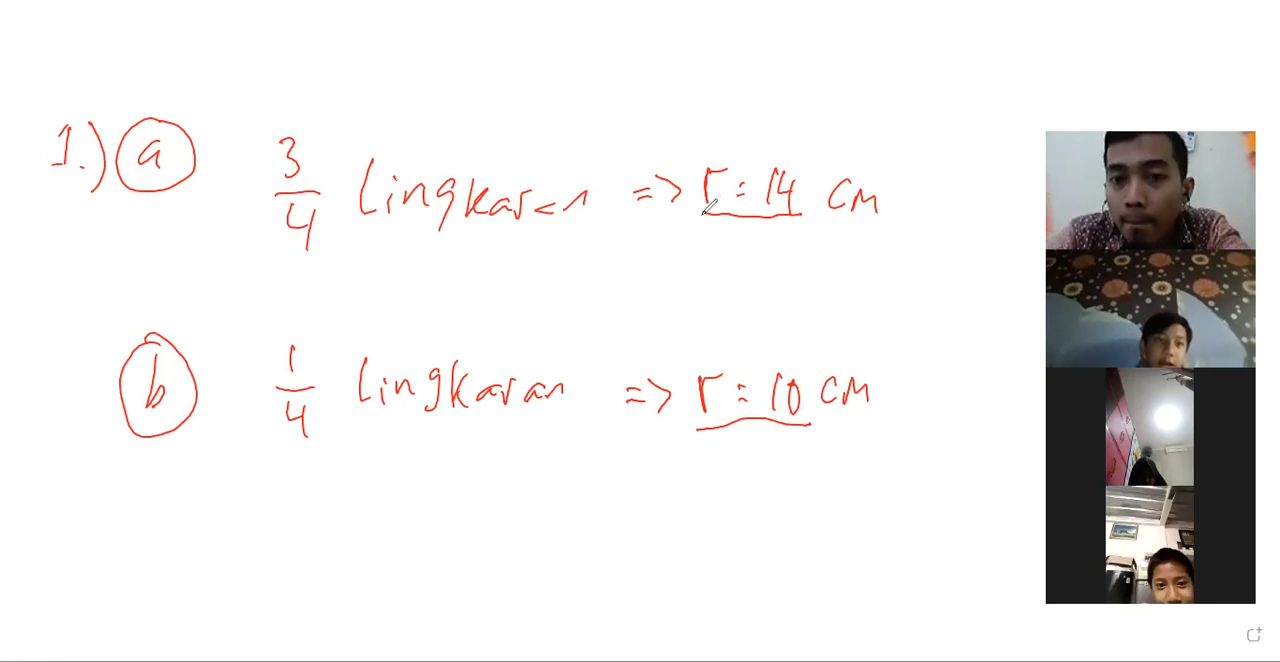 1.) a 3/4 lingkaran => r = 14 cm
b 1/4 lingkaran => r = 10 cm